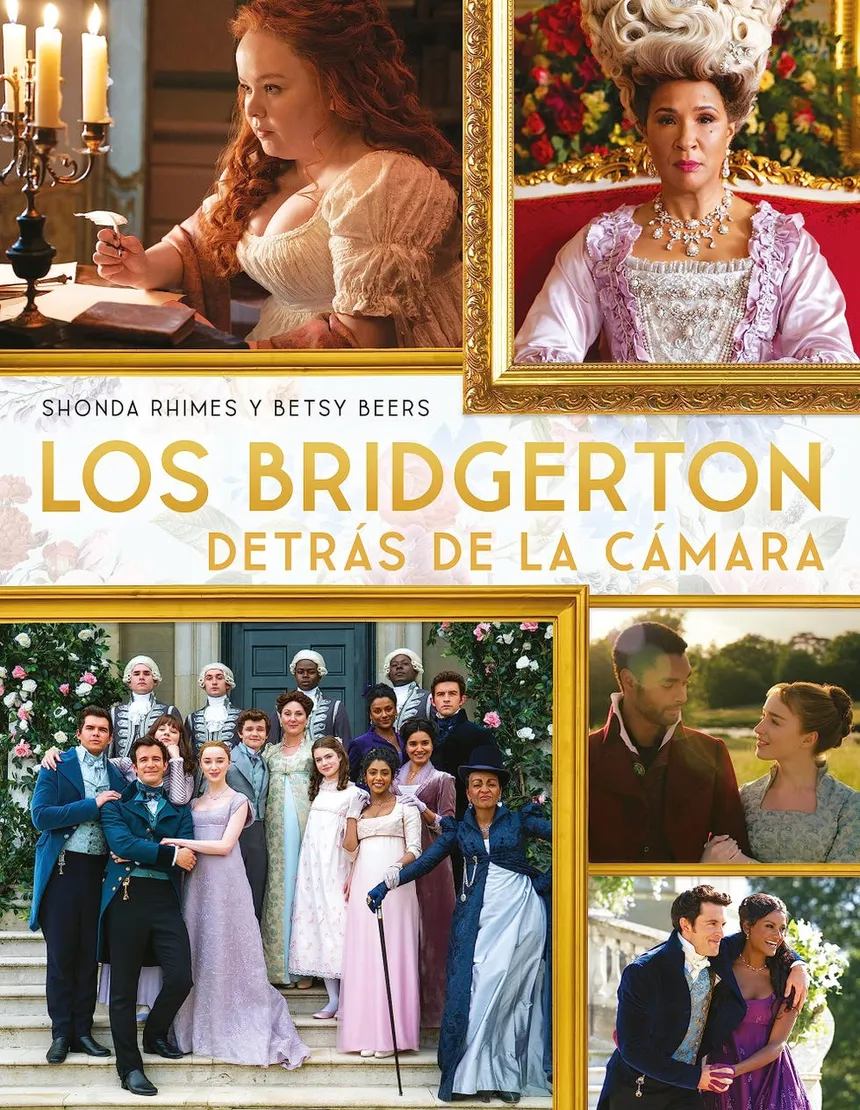 SHONDA RHIMES Y BETSY BEERS
LOS BRIDGERTON
DETRÁS DE LA CÁMARA